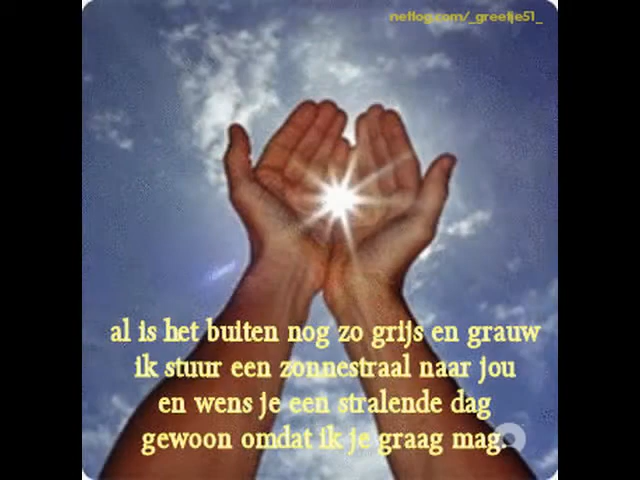 netlog.com/_greetje51_
al is het buiten nog zo grijs en grauw
ik stuur een zonnestraal naar jou
en wens je een stralende dag
gewoon omdat ik je graag mag.